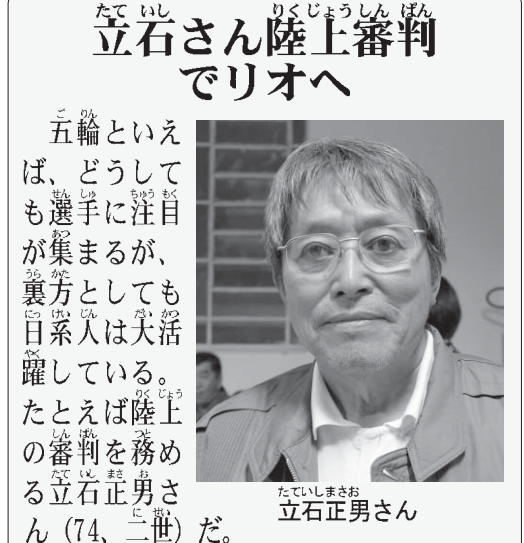 立石さん陸上審判
でリオへ
五輪といえ
ば、どうして
も選手に注目
が集まるが、
裏方としても
日系人は大活
躍している。
たとえば陸上
の審判を務め
る立石正男さ
ん（74、二世）だ。
立石正男さん